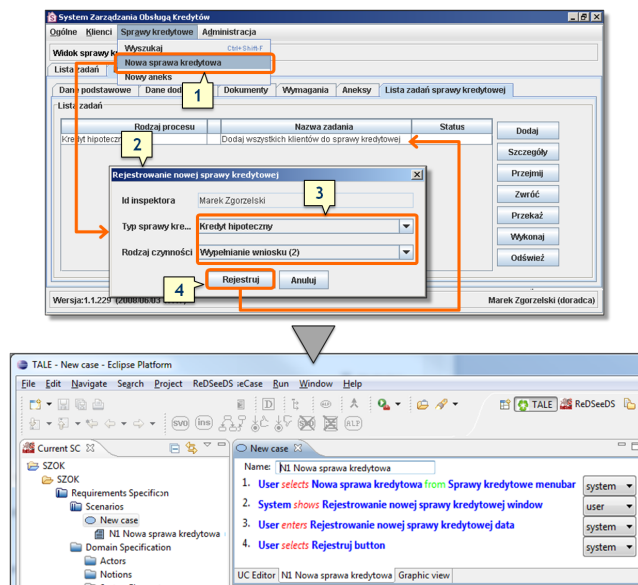 System Zarządzania Obsługą Kredytów
Ogólne Klienci Sprawy kredytowe Administracja
Wyszukaj Ctrl+Shift-F
Widok sprawy k
Nowa sprawa kredytowa
Lista zadań
Nowy aneks
1
Dane podstawowe Dane dod Dokumenty Wymagania Aneksy Lista zadań sprawy kredytowej
Lista zadań
Rodzaj procesu Nazwa zadania Status
Kredyt hipotecz Dodaj wszystkich klientów do sprawy kredytowej
Dodaj
Szczegóły
Przejmij
Zwróć
Przekaż
Wykonaj
Odśwież
2
Rejestrowanie nowej sprawy kredytowej
3
Id inspektora Marek Zgorzelski
Typ sprawy kre... Kredyt hipoteczny
Rodzaj czynności Wypełnianie wniosku (2)
4
Rejestruj Anuluj
Wersja:1.1.229 (2008/06/03 Marek Zgorzelski (doradca)
TALE - New case - Eclipse Platform
File Edit Navigate Search Project ReDSeeDS seCase Run Window Help
TALE ReDSeeDS
SVO ins RLP
Current SC
SZOK
SZOK
Requirements Specificɔn
Scenarios
New case
N1 Nowa sprawa kredytowa
Domain Specification
Actors
Notions
New case
Name: N1 Nowa sprawa kredytowa
1. User selects Nowa sprawa kredytowa from Sprawy kredytowe menubar system
2. System shows Rejestrowanie nowej sprawy kredytowej window user
3. User enters Rejestrowanie nowej sprawy kredytowej data system
4. User selects Rejestruj button system
UC Editor N1 Nowa sprawa kredytowa Graphic view